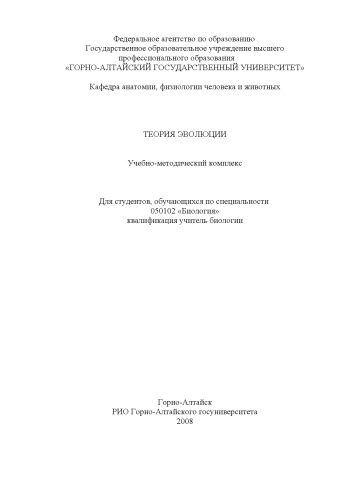 Федеральное агентство по образованию
Государственное образовательное учреждение высшего
профессионального образования
«ГОРНО-АЛТАЙСКИЙ ГОСУДАРСТВЕННЫЙ УНИВЕРСИТЕТ»
Кафедра анатомии, физиологии человека и животных
ТЕОРИЯ ЭВОЛЮЦИИ
Учебно-методический комплекс
Для студентов, обучающихся по специальности
050102 «Биология»
квалификация учитель биологии
Горно-Алтайск
РИО Горно-Алтайского госуниверситета
2008